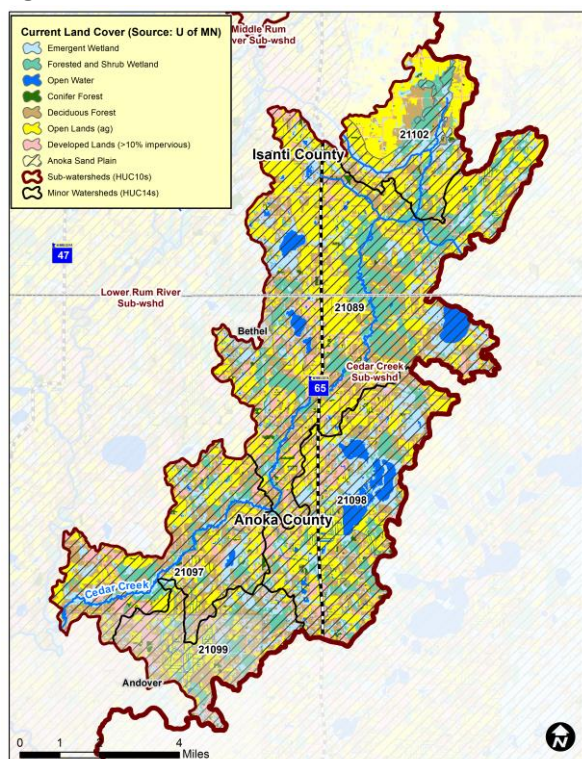 Middle Rum
River Sub-wshd
Current Land Cover (Source: U of MN)
Emergent Wetland
Forested and Shrub Wetland
Open Water
Conifer Forest
Deciduous Forest
Open Lands (ag)
Developed Lands (>10% impervious)
Anoka Sand Plain
Sub-watersheds (HUC10s)
Minor Watersheds (HUC14s)
21102
Isanti County
47
Lower Rum River
Sub-wshd
21089
Bethel
Cedar Creek
Sub-wshd
65
21098
Anoka County
21097
Cedar Creek
21099
Andover
0 1 2 4
Miles
N